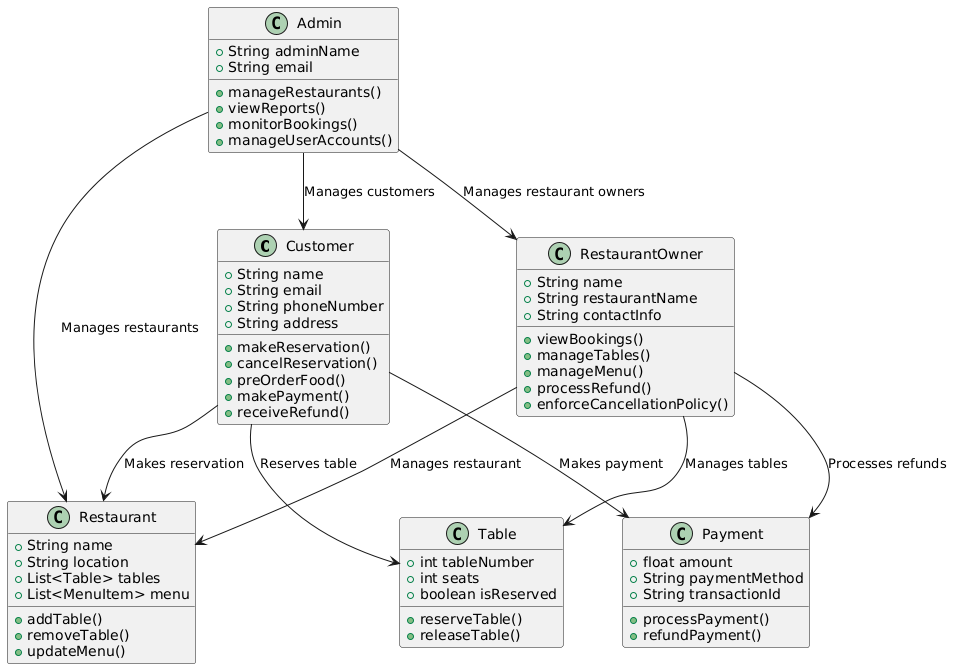 C Admin
String adminName
String email
manageRestaurants()
viewReports()
monitorBookings()
manageUserAccounts()
Manages customers
Manages restaurant owners
C Customer
String name
String email
String phoneNumber
String address
makeReservation()
cancelReservation()
preOrderFood()
makePayment()
receiveRefund()
C RestaurantOwner
String name
String restaurantName
String contactInfo
viewBookings()
manageTables()
manageMenu()
processRefund()
enforceCancellationPolicy()
Manages restaurants
Makes reservation
Reserves table
Manages restaurant
Makes payment
Manages tables
Processes refunds
C Restaurant
String name
String location
List<Table> tables
List<MenuItem> menu
addTable()
removeTable()
updateMenu()
C Table
int tableNumber
int seats
boolean isReserved
reserveTable()
releaseTable()
C Payment
float amount
String paymentMethod
String transactionId
processPayment()
refundPayment()